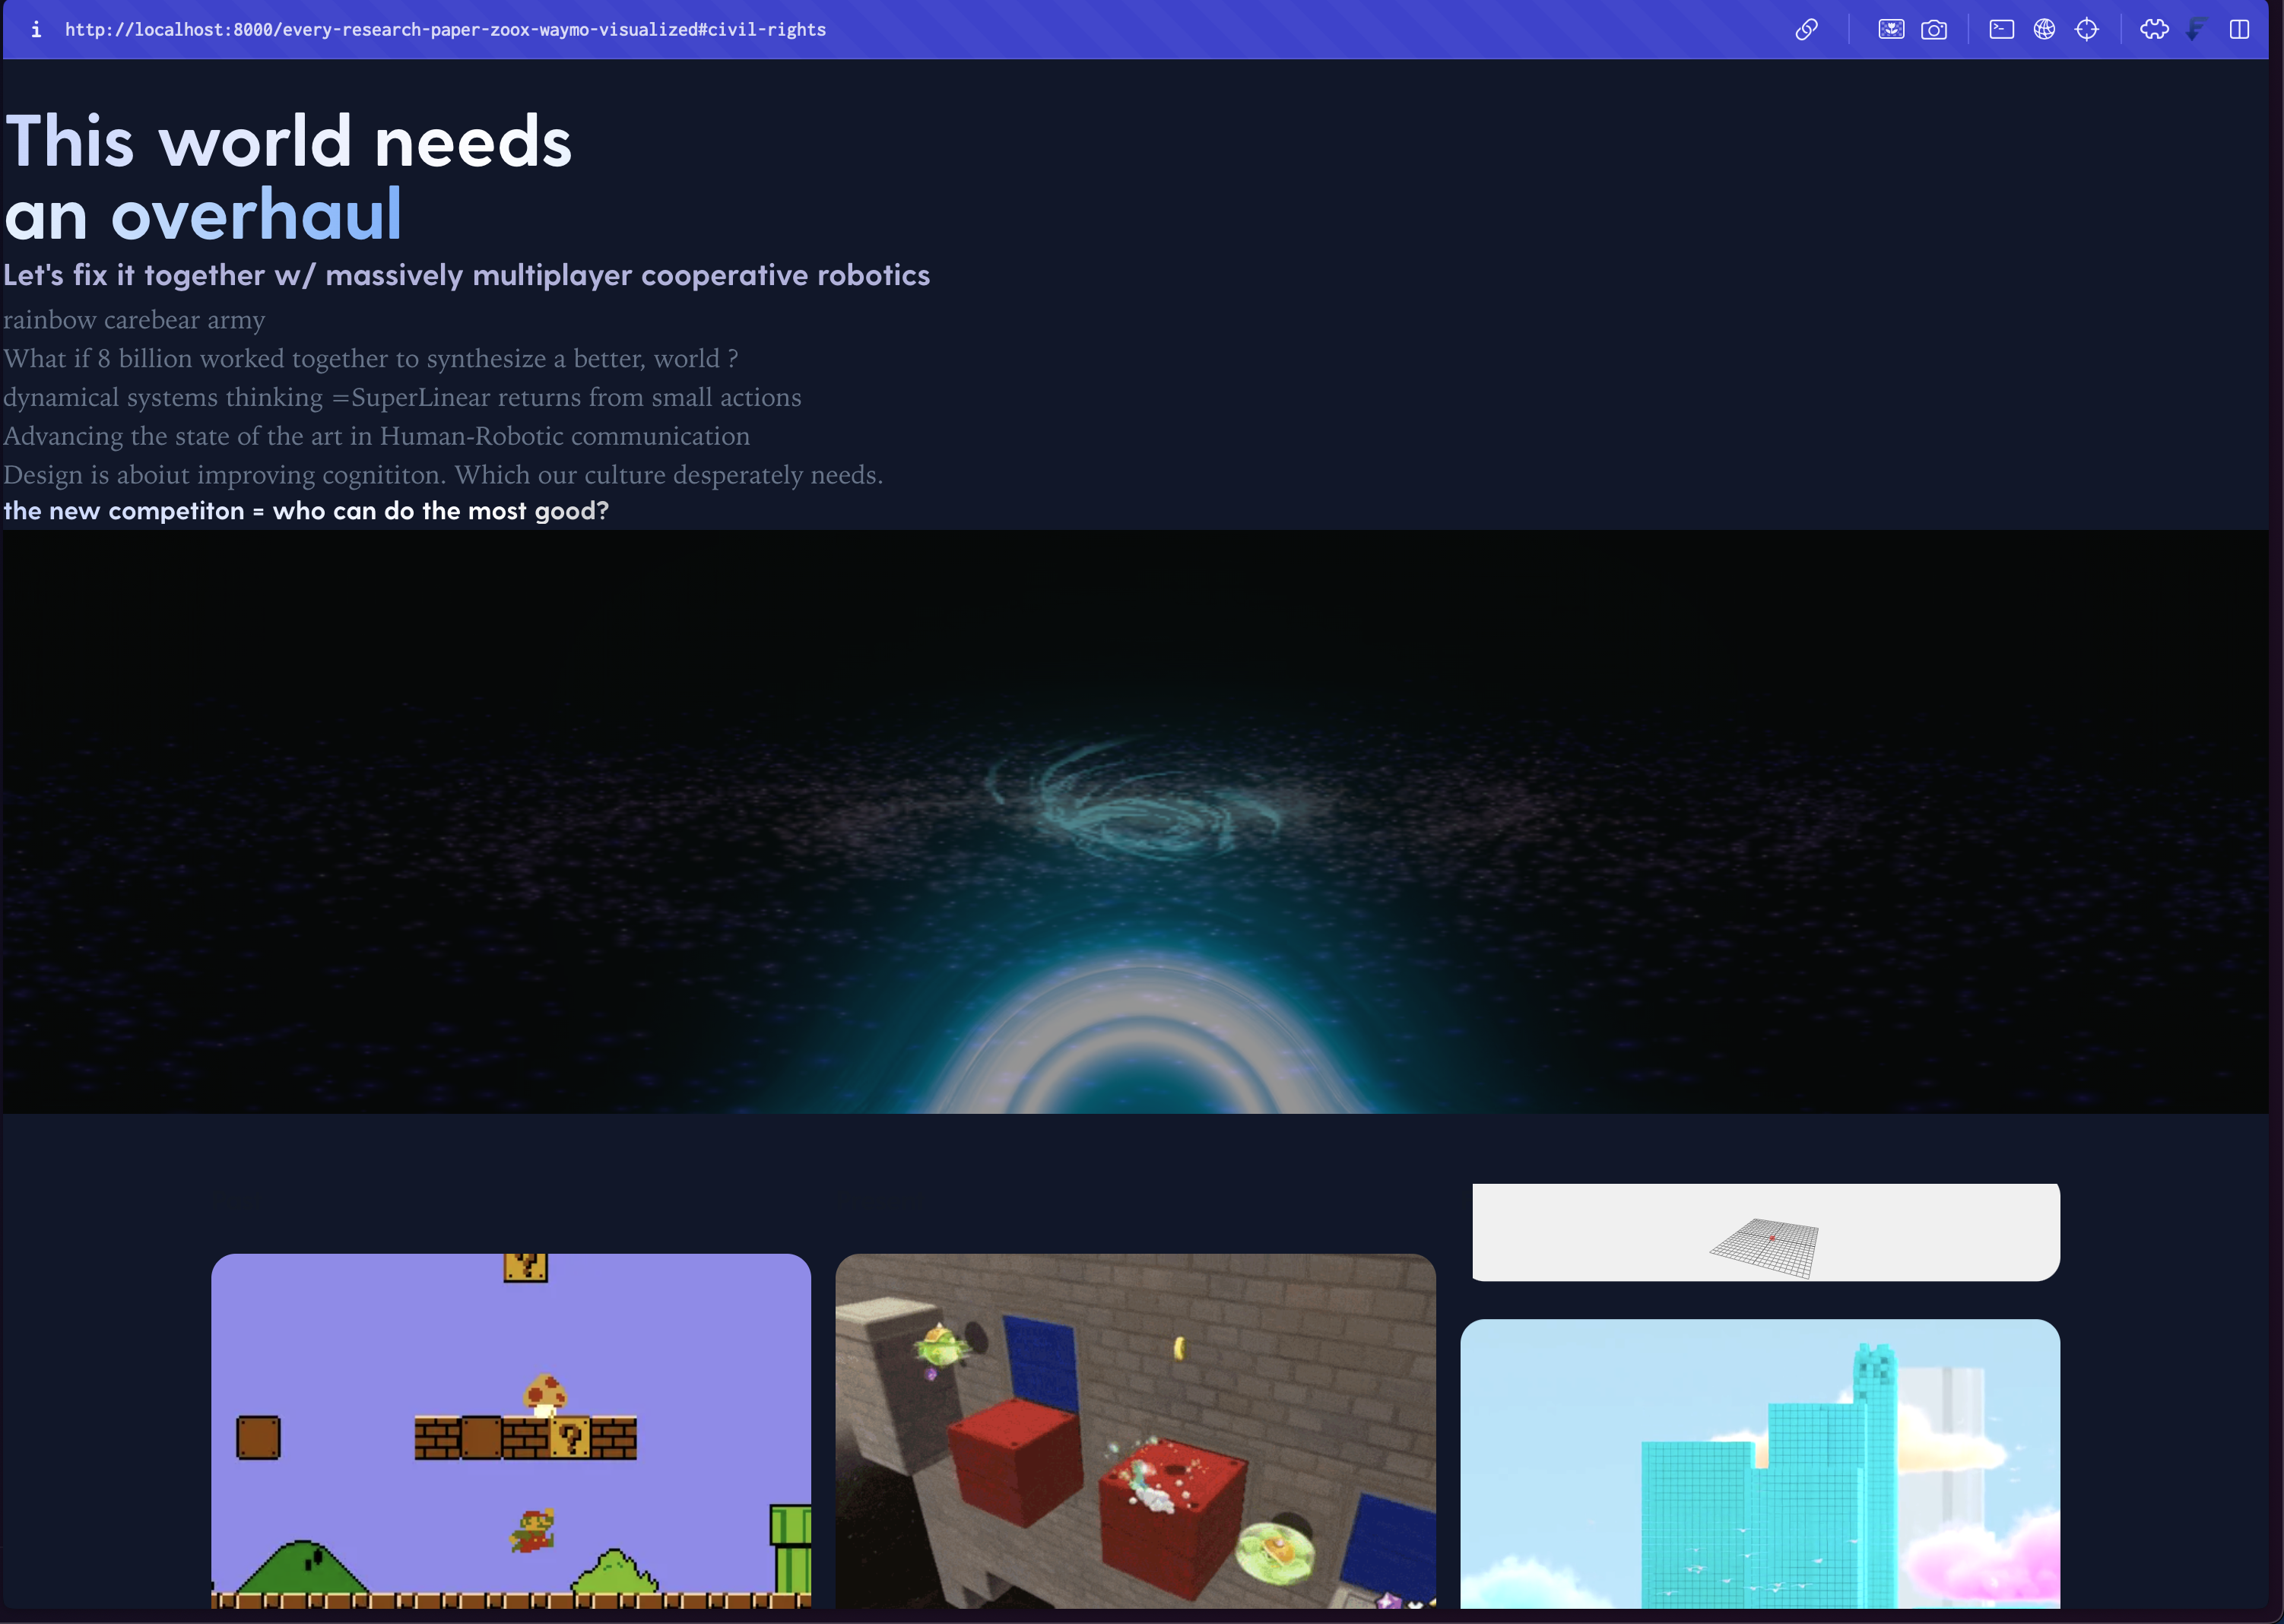 http://localhost:8000/every-research-paper-zoox-waymo-visualized#civil-rights
This world needs
an overhaul
Let's fix it together w/ massively multiplayer cooperative robotics
rainbow carebear army
What if 8 billion worked together to synthesize a better, world ?
dynamical systems thinking =SuperLinear returns from small actions
Advancing the state of the art in Human-Robotic communication
Design is aboiut improving cognititon. Which our culture desperately needs.
the new competiton = who can do the most good?